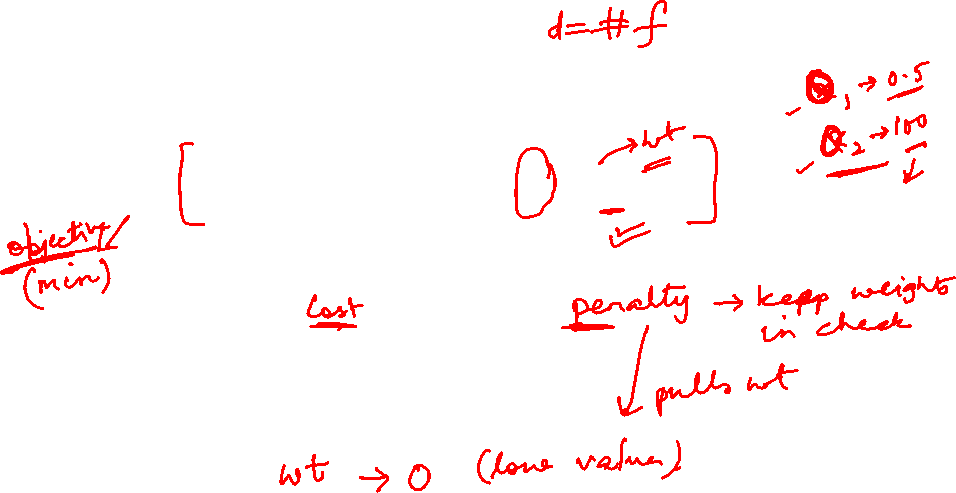 d = # f
θ₁ → 0.5
θ₂ → 100
→ wt
[ 0 ]
objective/
(min)
Cost
penalty → keep weights
in check
pulls wt
wt → 0 (low values)